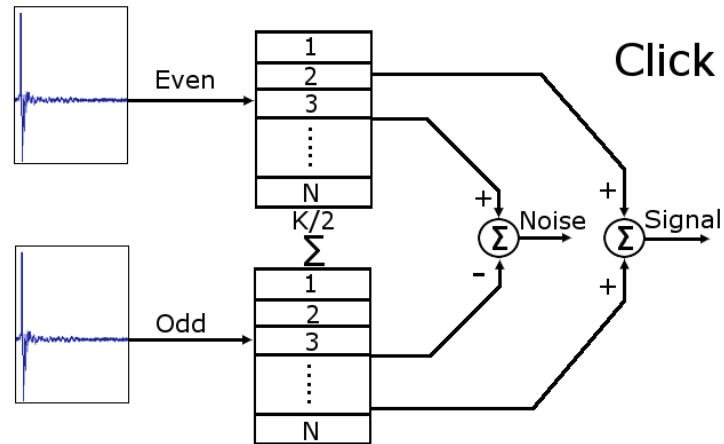 Click
Even
1
2
3
N
K/2
Σ
Odd
1
2
3
N
+
-
Σ
Noise
+
+
Σ
Signal